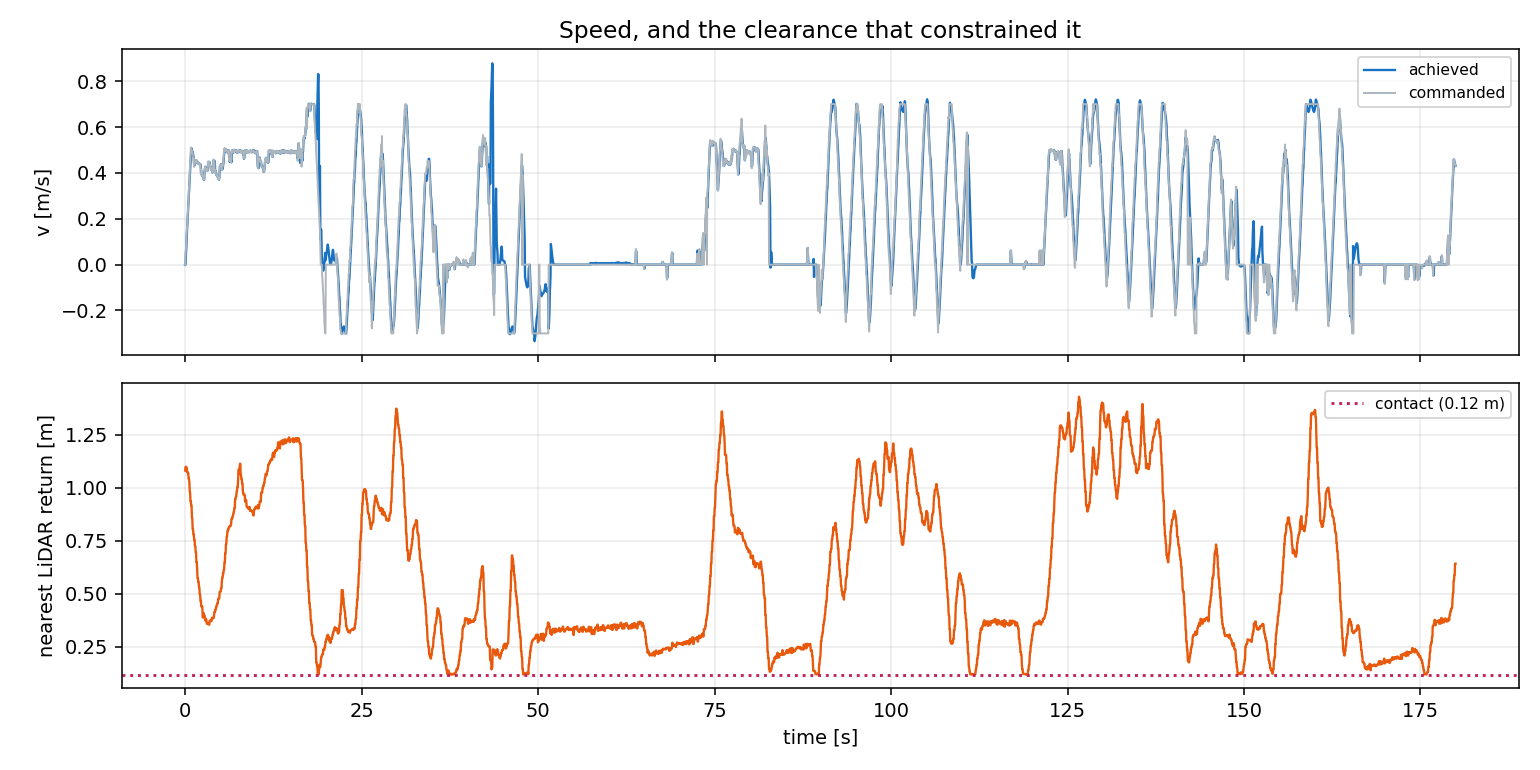 Speed, and the clearance that constrained it
achieved
commanded
v [m/s]
0.8
0.6
0.4
0.2
0.0
−0.2
contact (0.12 m)
nearest LiDAR return [m]
1.25
1.00
0.75
0.50
0.25
0 25 50 75 100 125 150 175
time [s]